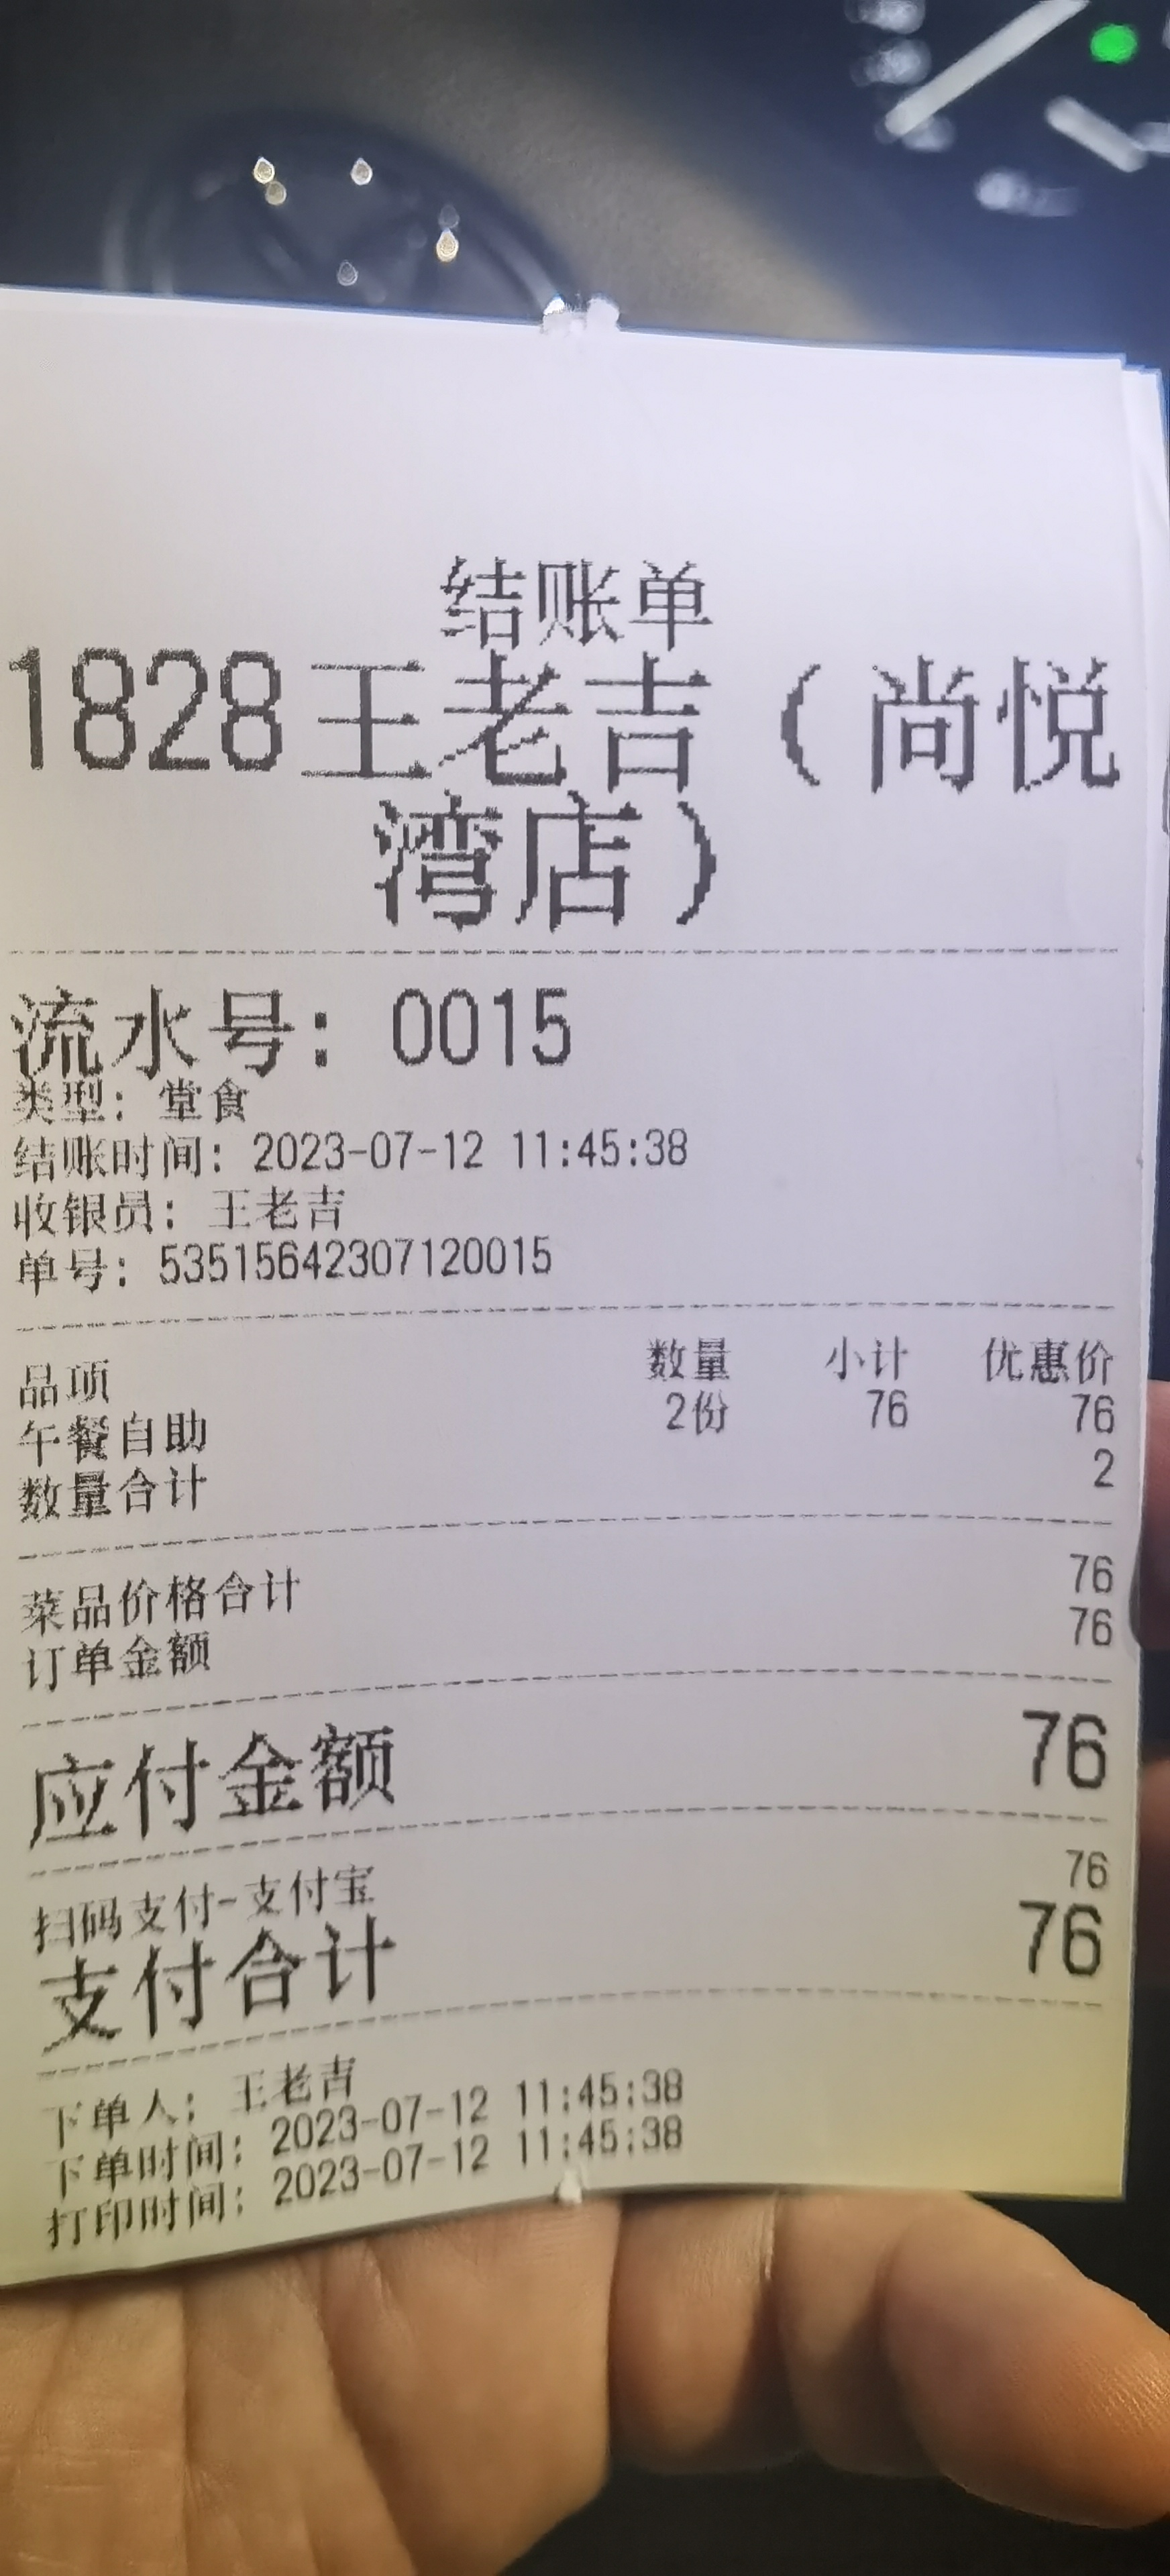 结账单
1828王老吉（尚悦
湾店）
流水号：0015
类型：堂食
结账时间：2023-07-12 11:45:38
收银员：王老吉
单号：53515642307120015
品项 数量 小计 优惠价
午餐自助 2份 76 76
数量合计 2
菜品价格合计 76
订单金额 76
应付金额 76
扫码支付-支付宝 76
支付合计 76
下单人：王老吉
下单时间：2023-07-12 11:45:38
打印时间：2023-07-12 11:45:38